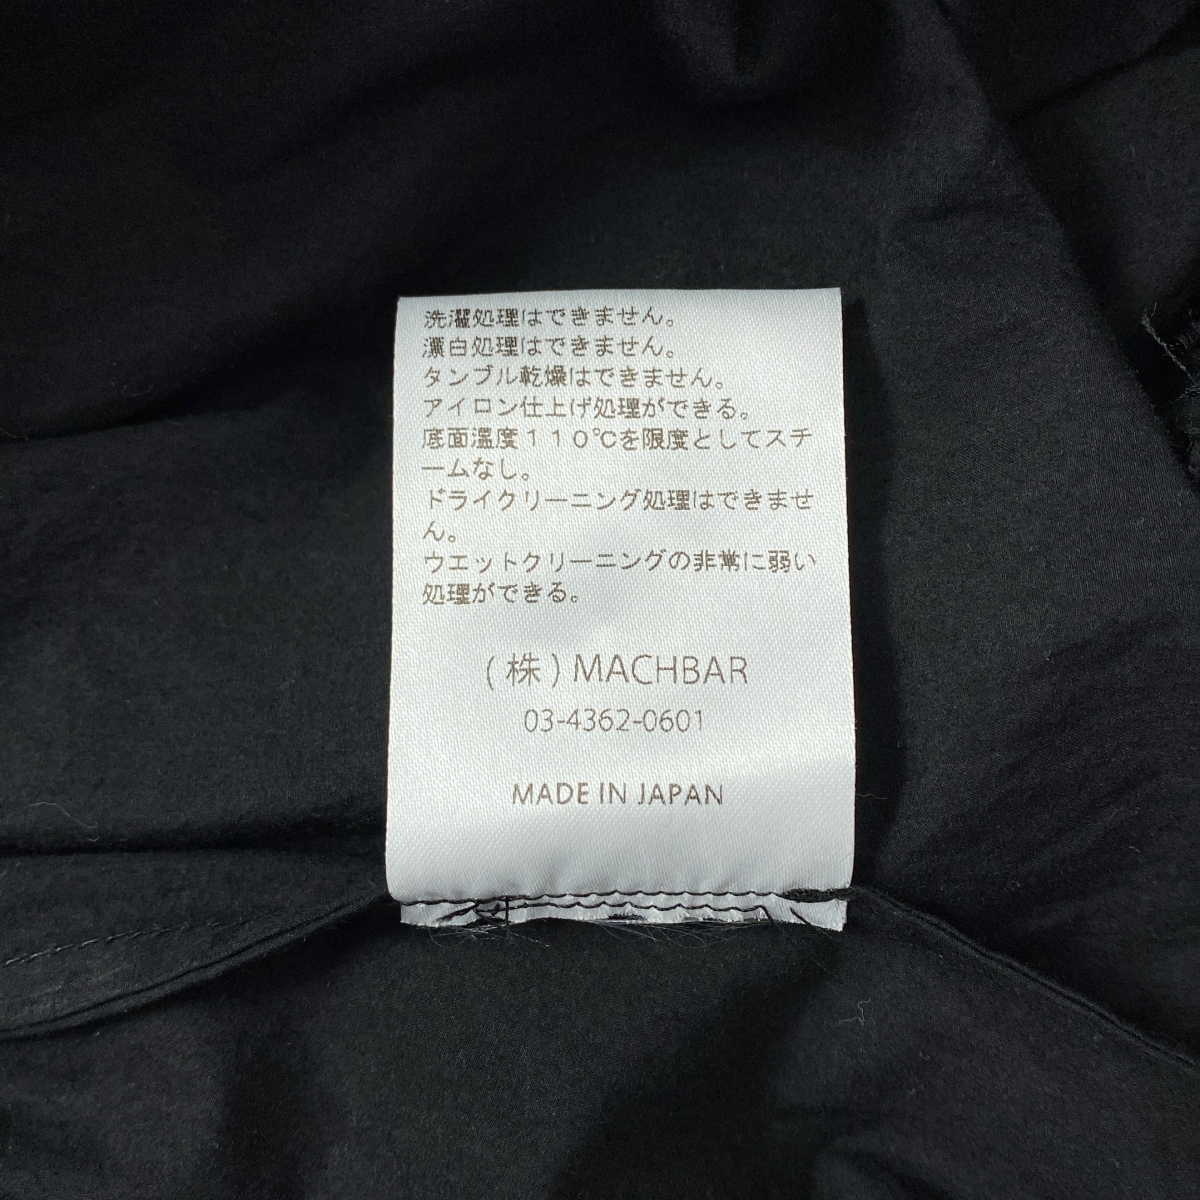 洗濯処理はできません。
漂白処理はできません。
タンブル乾燥はできません。
アイロン仕上げ処理ができる。
底面温度１１０℃を限度としてスチ
ームなし。
ドライクリーニング処理はできませ
ん。
ウエットクリーニングの非常に弱い
処理ができる。
(株) MACHBAR
03-4362-0601
MADE IN JAPAN